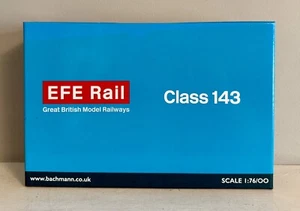 EFE Rail
Great British Model Railways
Class 143
www.bachmann.co.uk
SCALE 1:76/OO